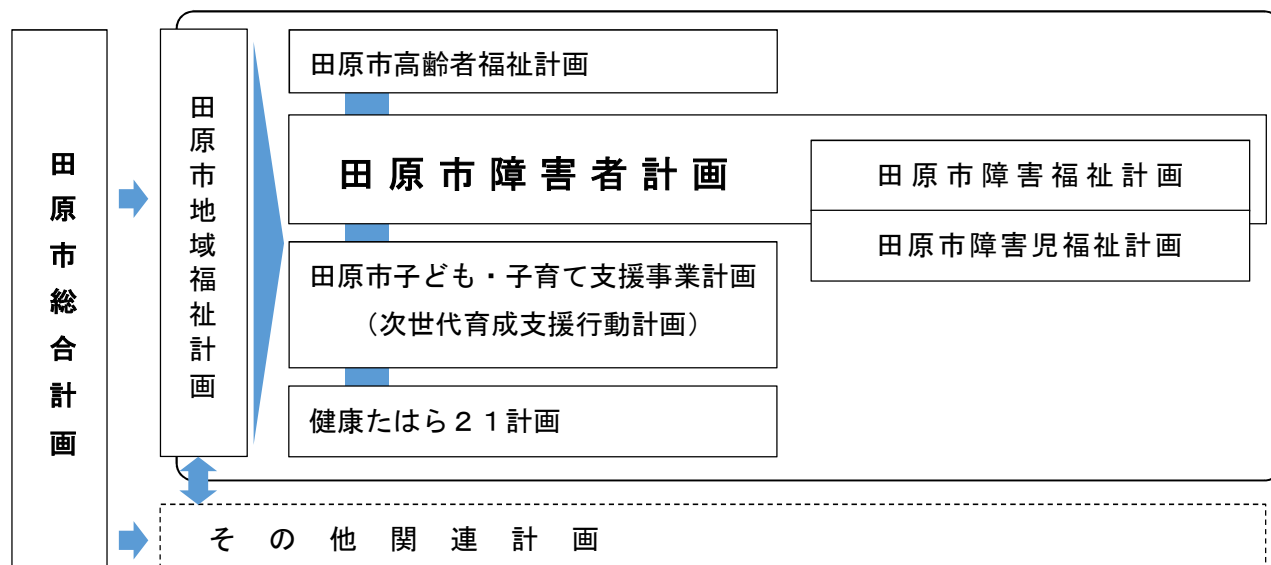 田原市総合計画
田原市地域福祉計画
田原市高齢者福祉計画
田原市障害者計画
田原市障害福祉計画
田原市障害児福祉計画
田原市子ども・子育て支援事業計画
（次世代育成支援行動計画）
健康たはら２１計画
その他関連計画